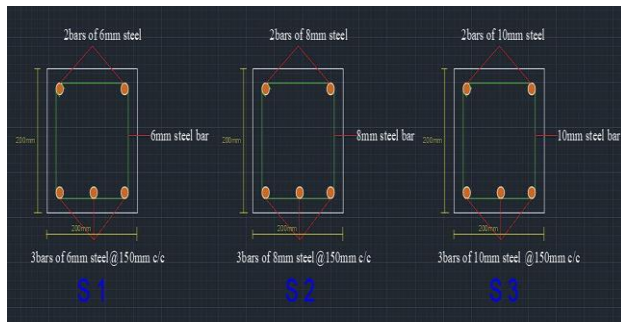 2bars of 6mm steel
200mm
6mm steel bar
200mm
3bars of 6mm steel @150mm c/c
S1
2bars of 8mm steel
200mm
8mm steel bar
200mm
3bars of 8mm steel @150mm c/c
S2
2bars of 10mm steel
200mm
10mm steel bar
200mm
3bars of 10mm steel @150mm c/c
S3